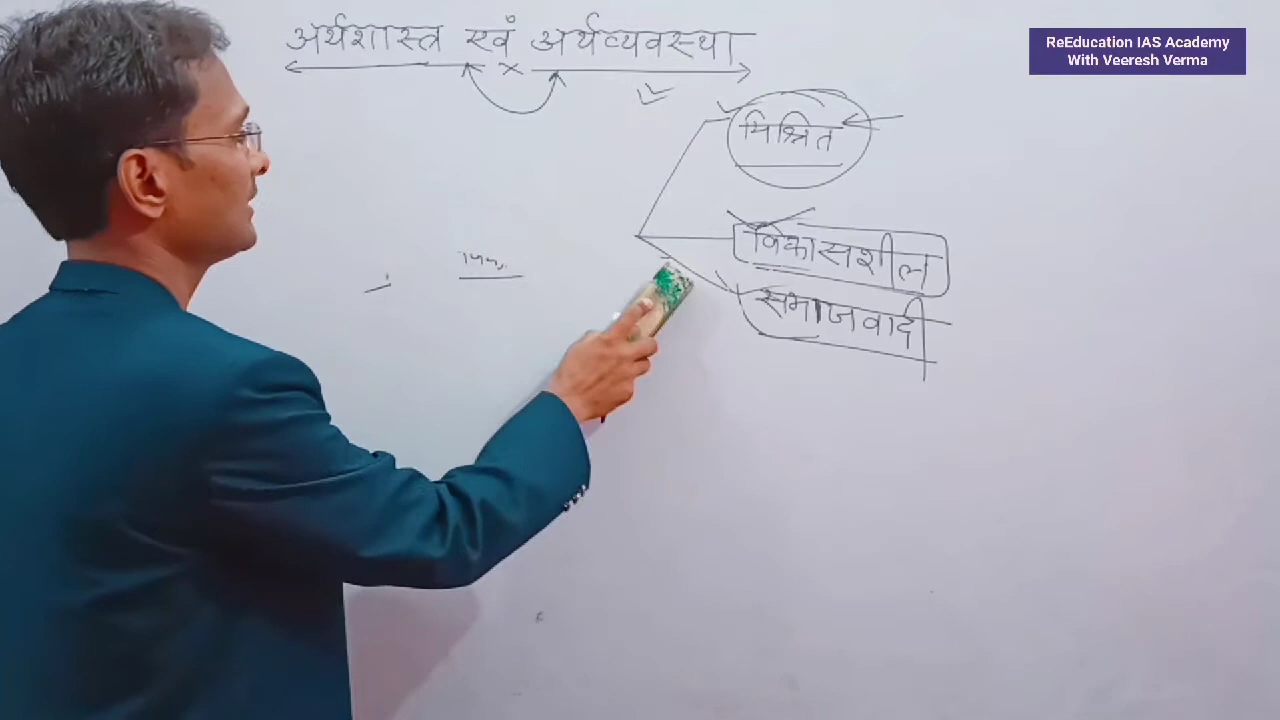 अर्थशास्त्र एवं अर्थव्यवस्था
ReEducation IAS Academy
With Veeresh Verma
मिश्रित
विकासशील
समाजवादी